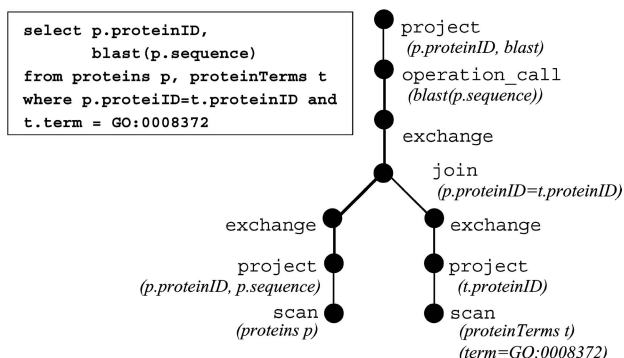 select p.proteinID,
blast(p.sequence)
from proteins p, proteinTerms t
where p.proteiID=t.proteinID and
t.term = GO:0008372
project
(p.proteinID, blast)
operation_call
(blast(p.sequence))
exchange
join
(p.proteinID=t.proteinID)
exchange
exchange
project
(p.proteinID, p.sequence)
project
(t.proteinID)
scan
(proteins p)
scan
(proteinTerms t)
(term=GO:0008372)